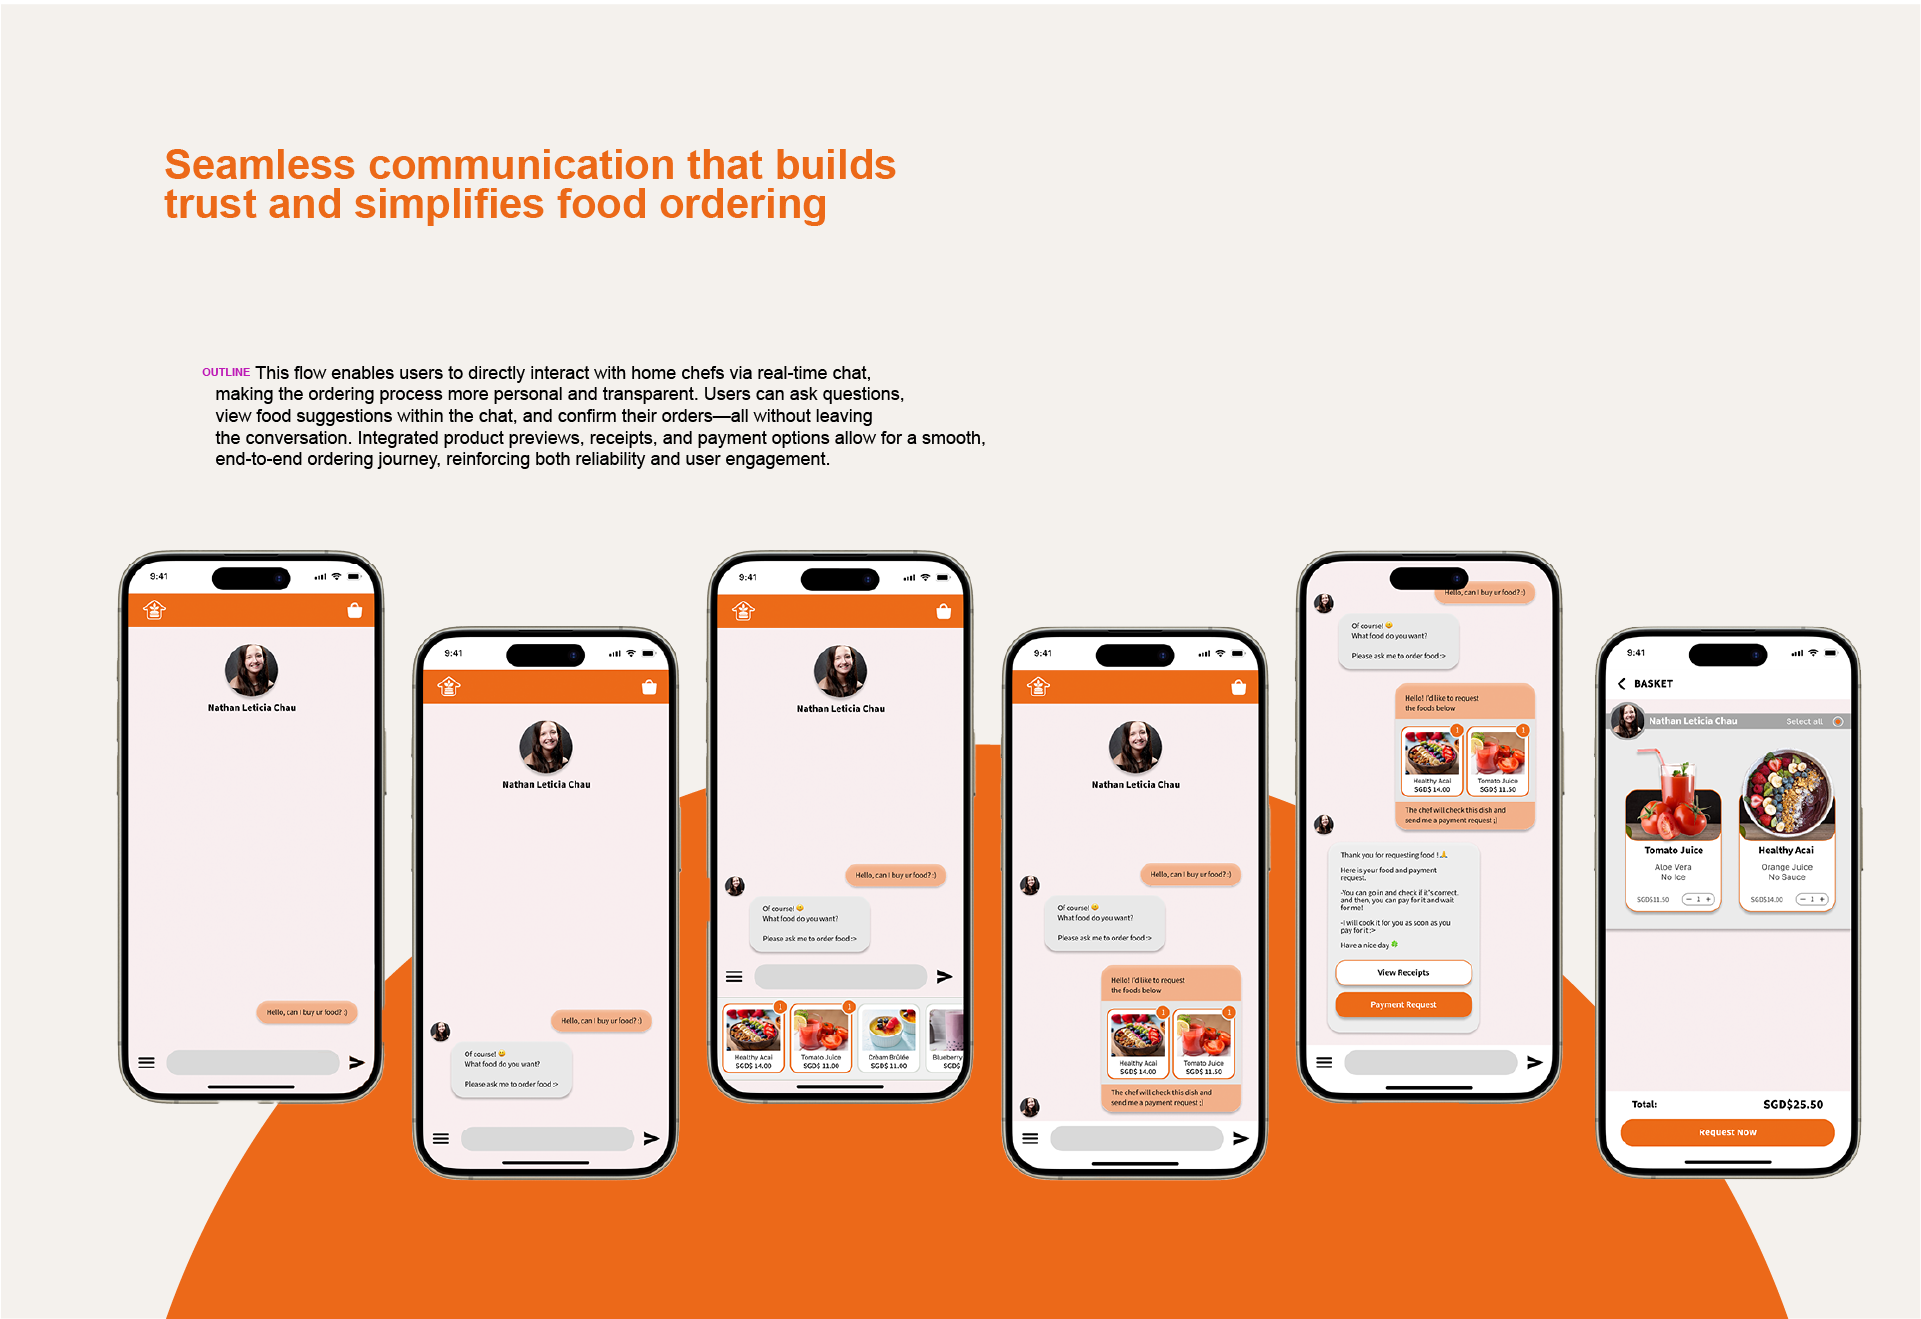 Seamless communication that builds
trust and simplifies food ordering
OUTLINE This flow enables users to directly interact with home chefs via real-time chat,
making the ordering process more personal and transparent. Users can ask questions,
view food suggestions within the chat, and confirm their orders—all without leaving
the conversation. Integrated product previews, receipts, and payment options allow for a smooth,
end-to-end ordering journey, reinforcing both reliability and user engagement.
9:41
Nathan Leticia Chau
Hello, can I buy ur food? :)
9:41
Nathan Leticia Chau
Hello, can I buy ur food? :)
Of course! 😄
What food do you want?
Please ask me to order food :>
9:41
Nathan Leticia Chau
Hello, can I buy ur food? :)
Of course! 😄
What food do you want?
Please ask me to order food :>
1
1
Healthy Acai
SGD$ 14.00
Tomato Juice
SGD$ 11.50
Crèam Brûlée
SGD$ 11.00
Blueberry
SGD$ 14.00
9:41
Nathan Leticia Chau
Hello, can I buy ur food? :)
Of course! 😄
What food do you want?
Please ask me to order food :>
Hello! I'd like to request
the foods below
1
1
Healthy Acai
SGD$ 14.00
Tomato Juice
SGD$ 11.50
The chef will check this dish and
send me a payment request ;)
Hello, can I buy ur food? :)
Of course! 😄
What food do you want?
Please ask me to order food :>
Hello! I'd like to request
the foods below
1
1
Healthy Acai
SGD$ 14.00
Tomato Juice
SGD$ 11.50
The chef will check this dish and
send me a payment request ;)
Thank you for requesting food !🙏
Here is your food and payment
request.
-You can go in and check if it's correct.
and then, you can pay for it and wait
for me!
-I will cook it for you as soon as you
pay for it :>
Have a nice day 🍀
View Receipts
Payment Request
9:41
BASKET
Nathan Leticia Chau
Select all
Tomato Juice
Aloe Vera
No Ice
SGD$11.50
− 1 +
Healthy Acai
Orange Juice
No Sauce
SGD$14.00
− 1 +
Total:
SGD$25.50
Request Now